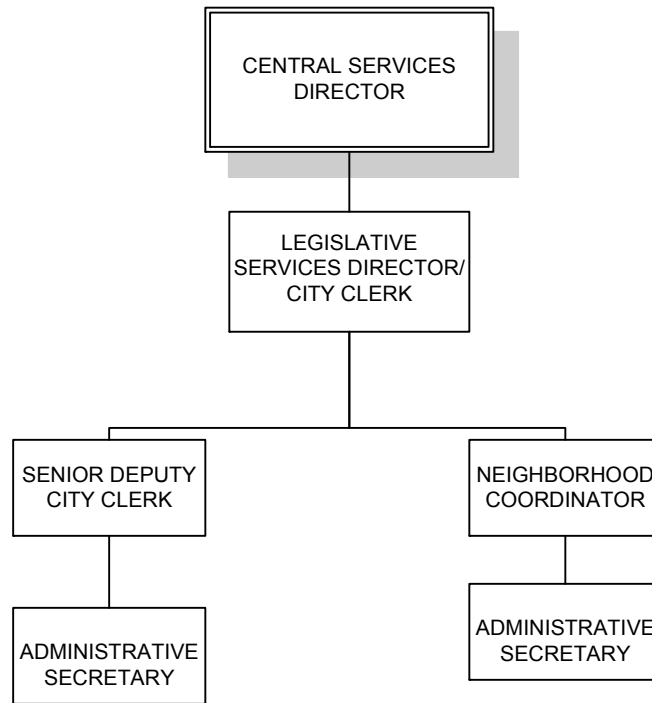 CENTRAL SERVICES
DIRECTOR
LEGISLATIVE
SERVICES DIRECTOR/
CITY CLERK
SENIOR DEPUTY
CITY CLERK
NEIGHBORHOOD
COORDINATOR
ADMINISTRATIVE
SECRETARY
ADMINISTRATIVE
SECRETARY